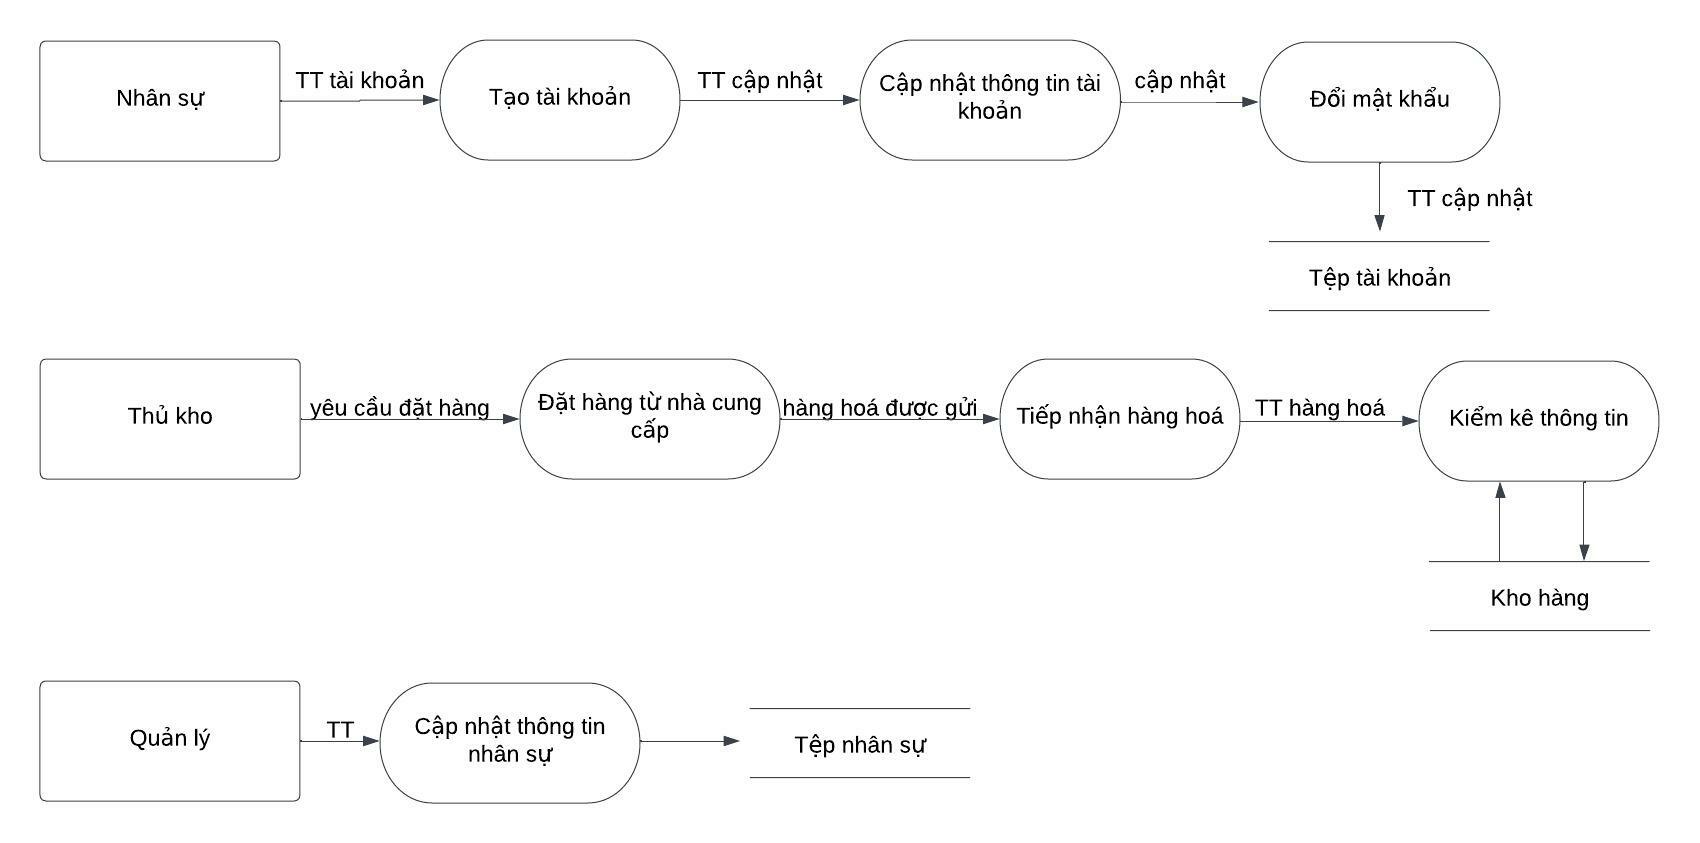 Nhân sự
TT tài khoản
Tạo tài khoản
TT cập nhật
Cập nhật thông tin tài
khoản
cập nhật
Đổi mật khẩu
TT cập nhật
Tệp tài khoản
Thủ kho
yêu cầu đặt hàng
Đặt hàng từ nhà cung
cấp
hàng hoá được gửi
Tiếp nhận hàng hoá
TT hàng hoá
Kiểm kê thông tin
Kho hàng
Quản lý
TT
Cập nhật thông tin
nhân sự
Tệp nhân sự